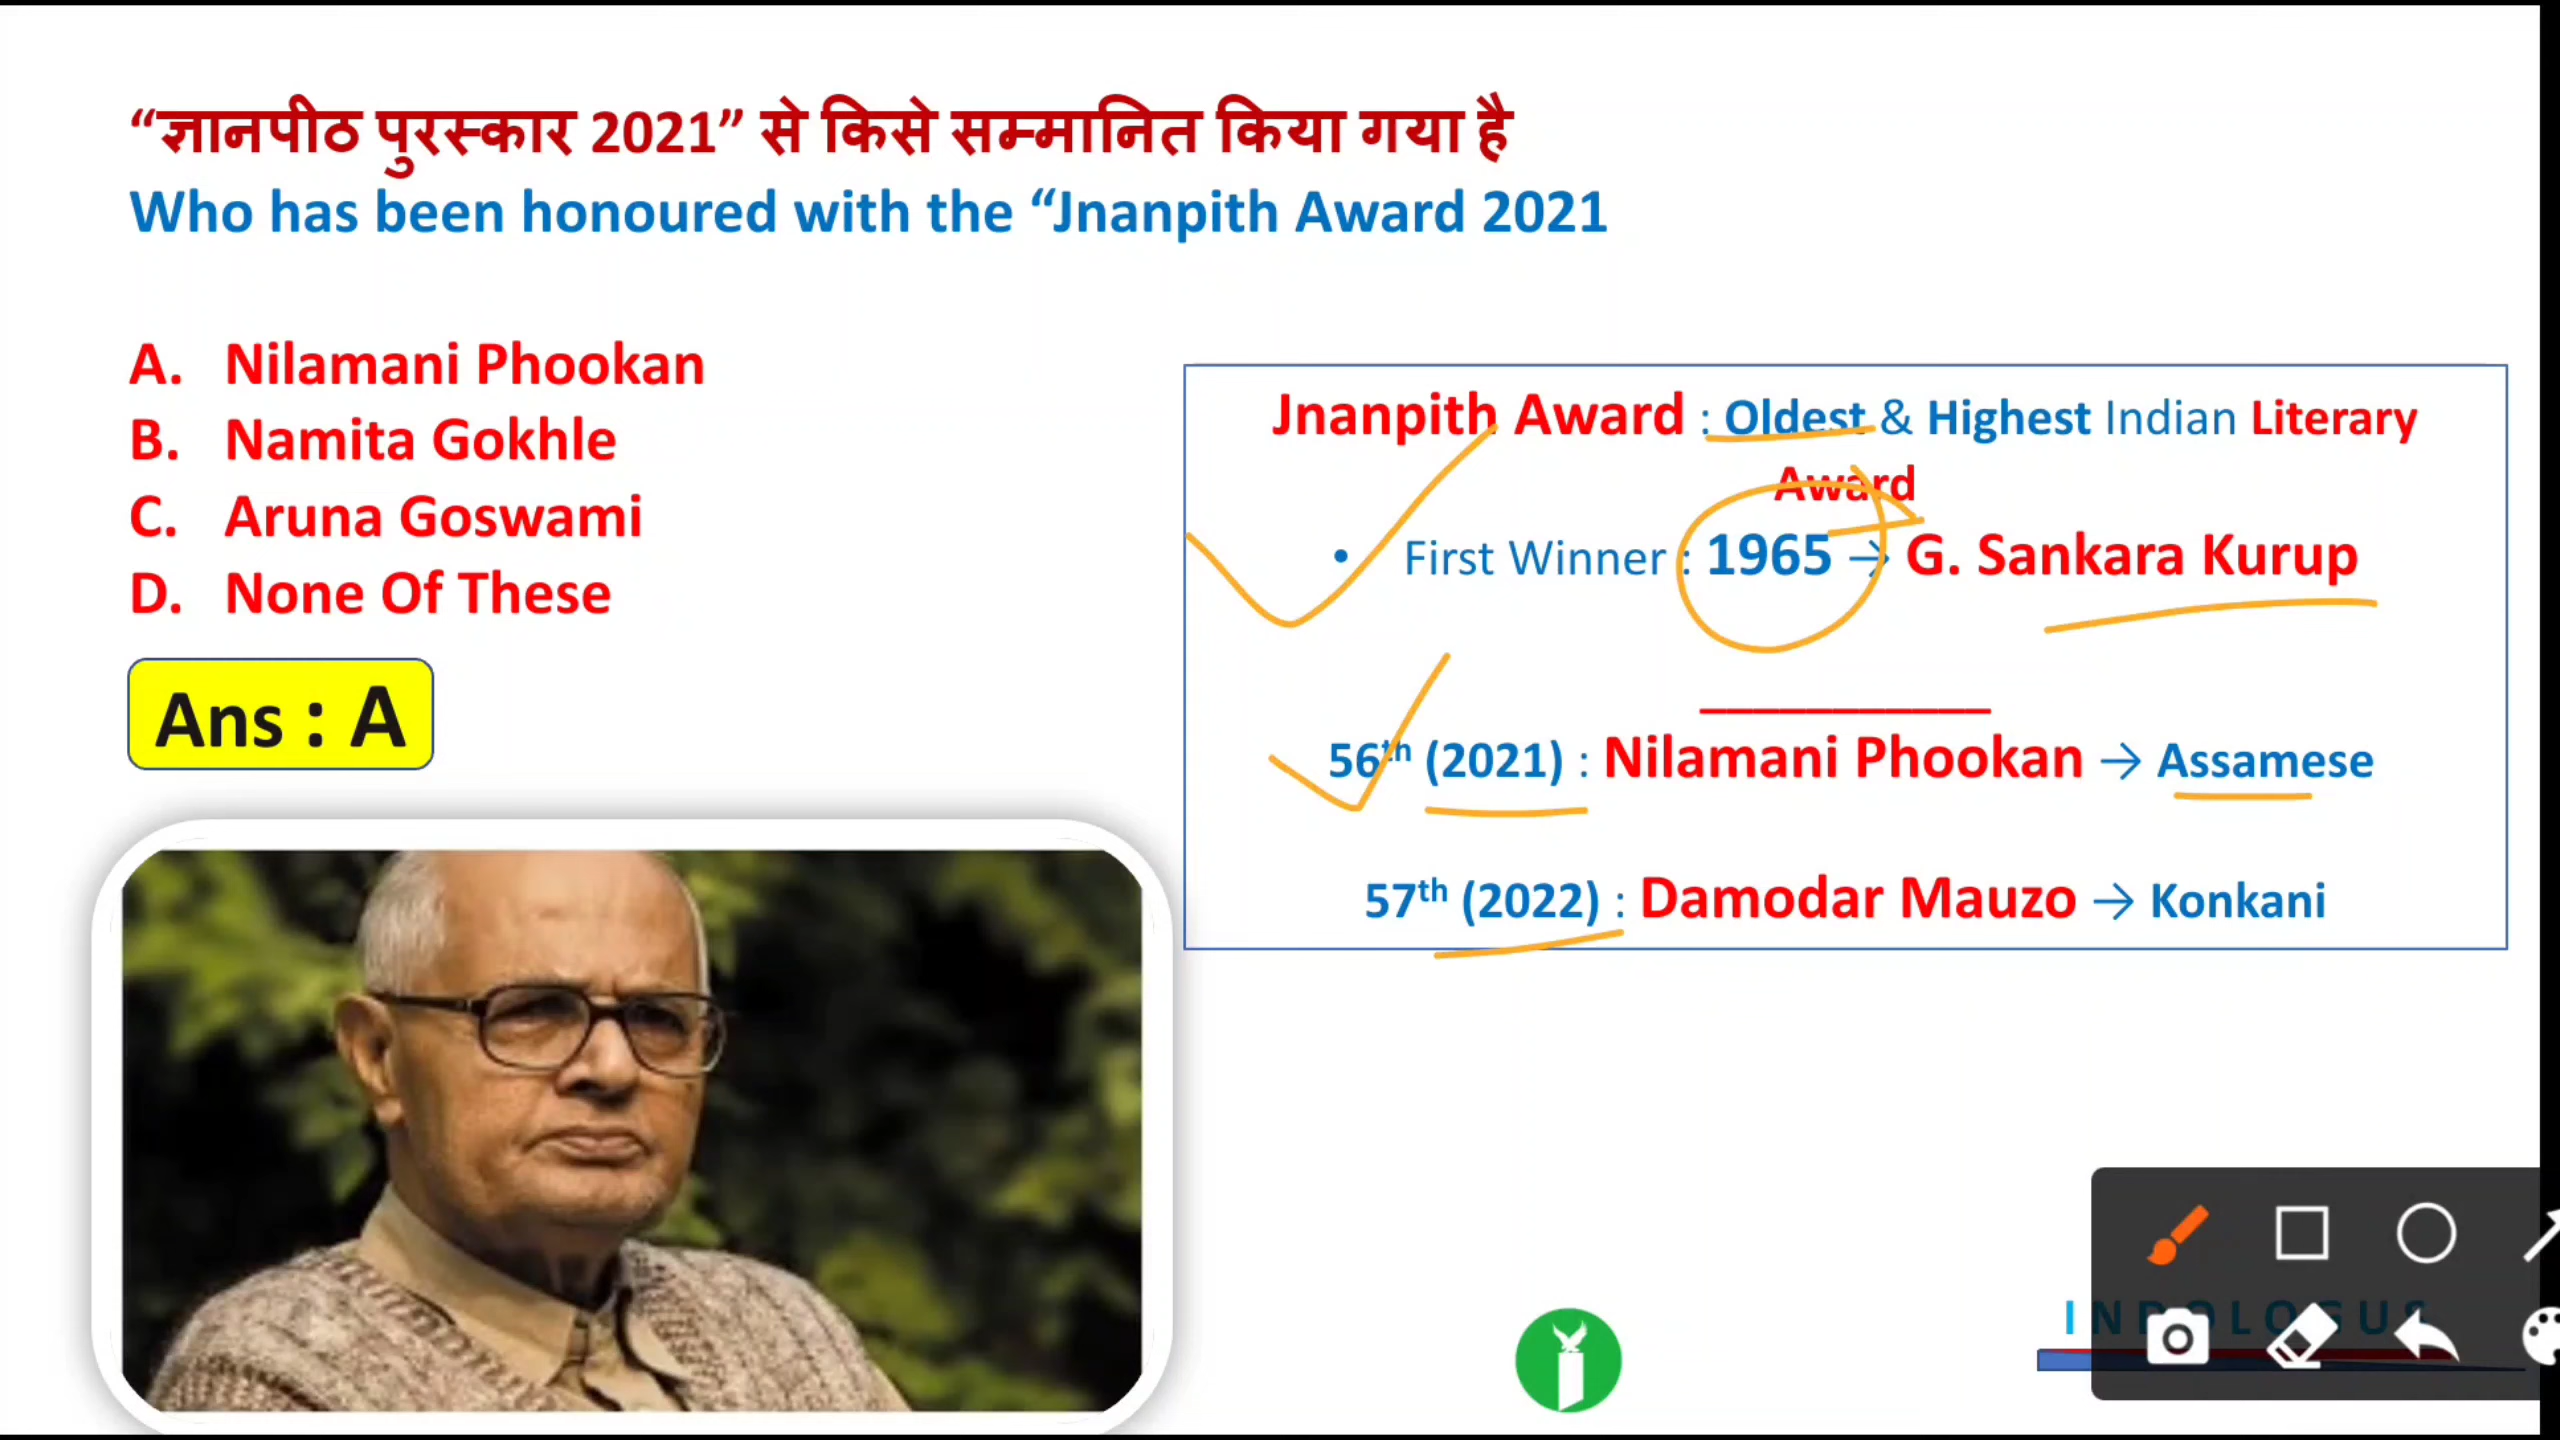 “ज्ञानपीठ पुरस्कार 2021” से किसे सम्मानित किया गया है
Who has been honoured with the “Jnanpith Award 2021
A. Nilamani Phookan
B. Namita Gokhle
C. Aruna Goswami
D. None Of These
Ans : A
Jnanpith Award : Oldest & Highest Indian Literary
Award
• First Winner : 1965 → G. Sankara Kurup
___________
56th (2021) : Nilamani Phookan → Assamese
57th (2022) : Damodar Mauzo → Konkani
INDOLOGUS